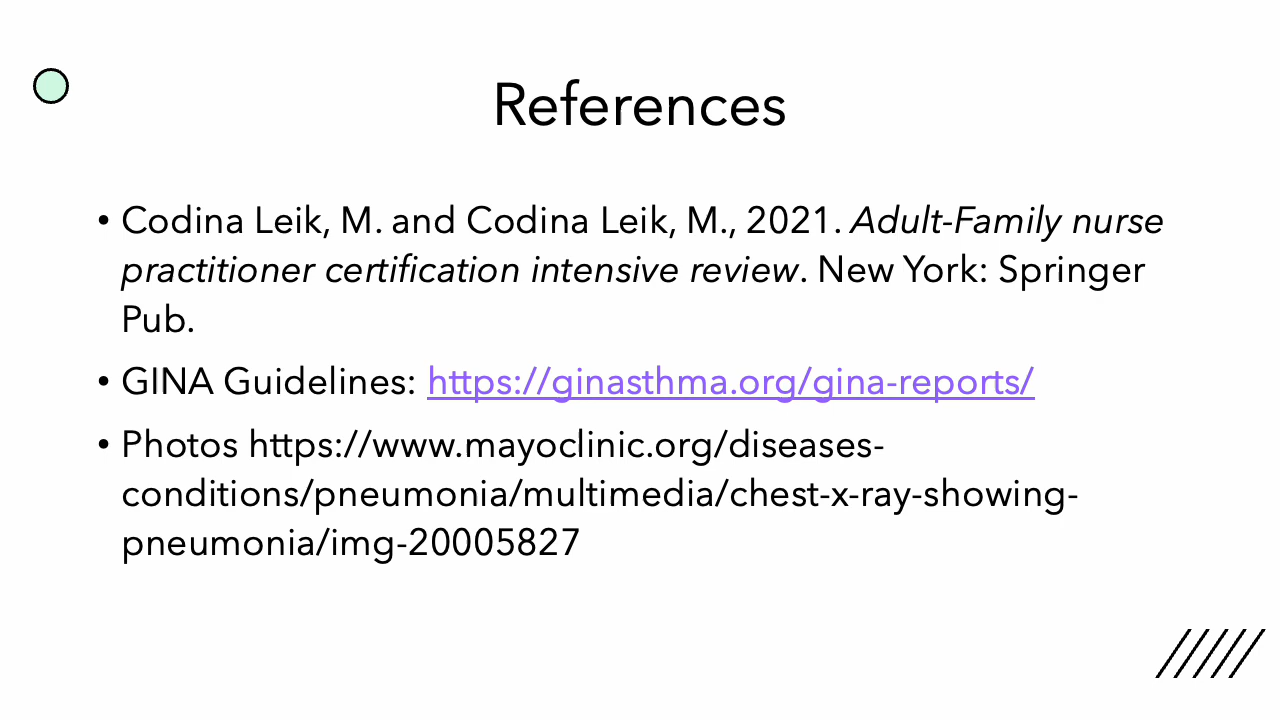 References
• Codina Leik, M. and Codina Leik, M., 2021. Adult-Family nurse
practitioner certification intensive review. New York: Springer
Pub.
• GINA Guidelines: https://ginasthma.org/gina-reports/
• Photos https://www.mayoclinic.org/diseases-
conditions/pneumonia/multimedia/chest-x-ray-showing-
pneumonia/img-20005827